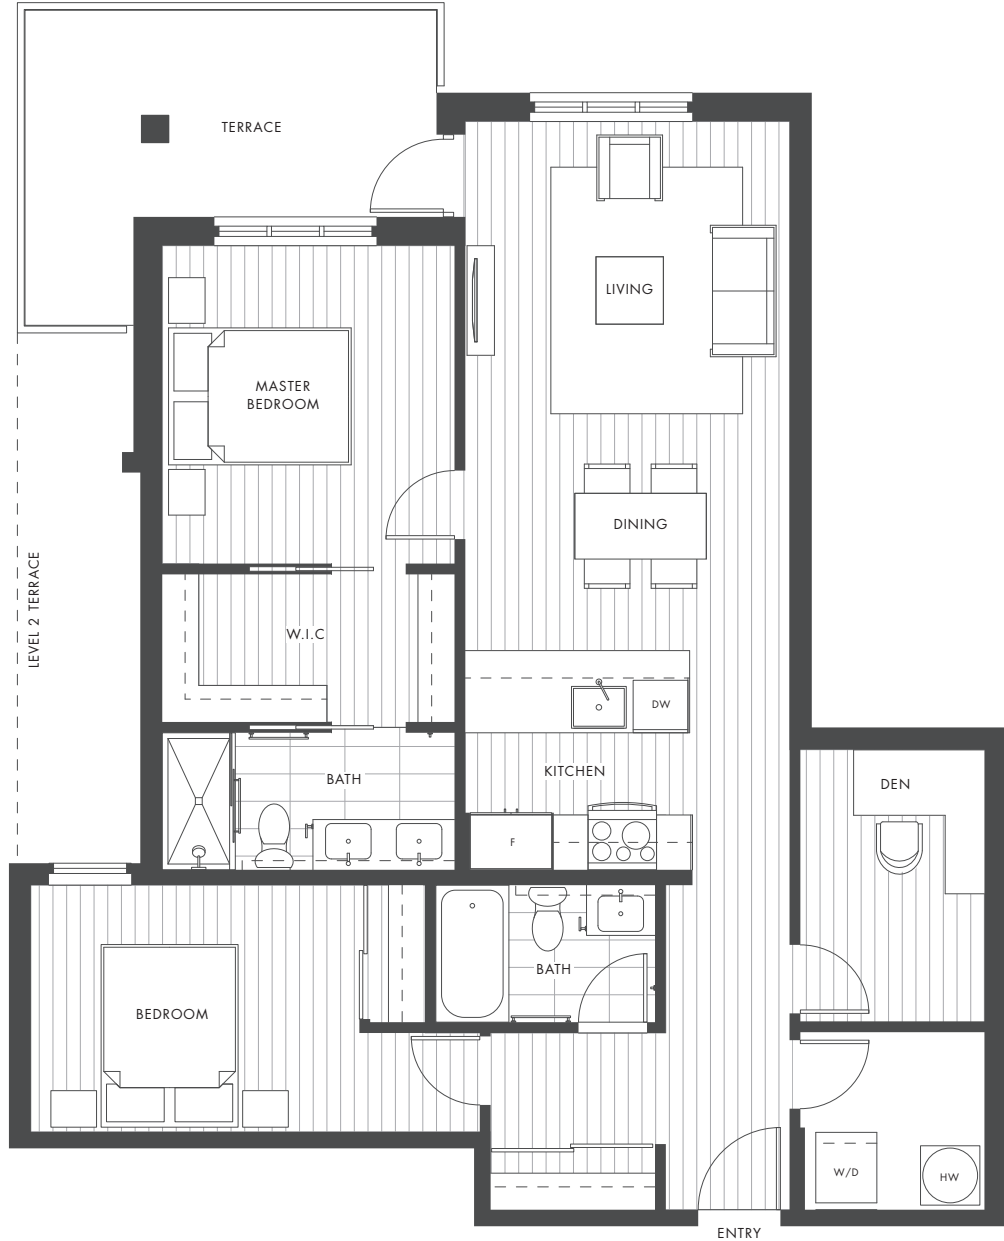 TERRACE
LIVING
MASTER
BEDROOM
DINING
LEVEL 2 TERRACE
W.I.C
DW
KITCHEN
BATH
DEN
F
BATH
BEDROOM
W/D
HW
ENTRY